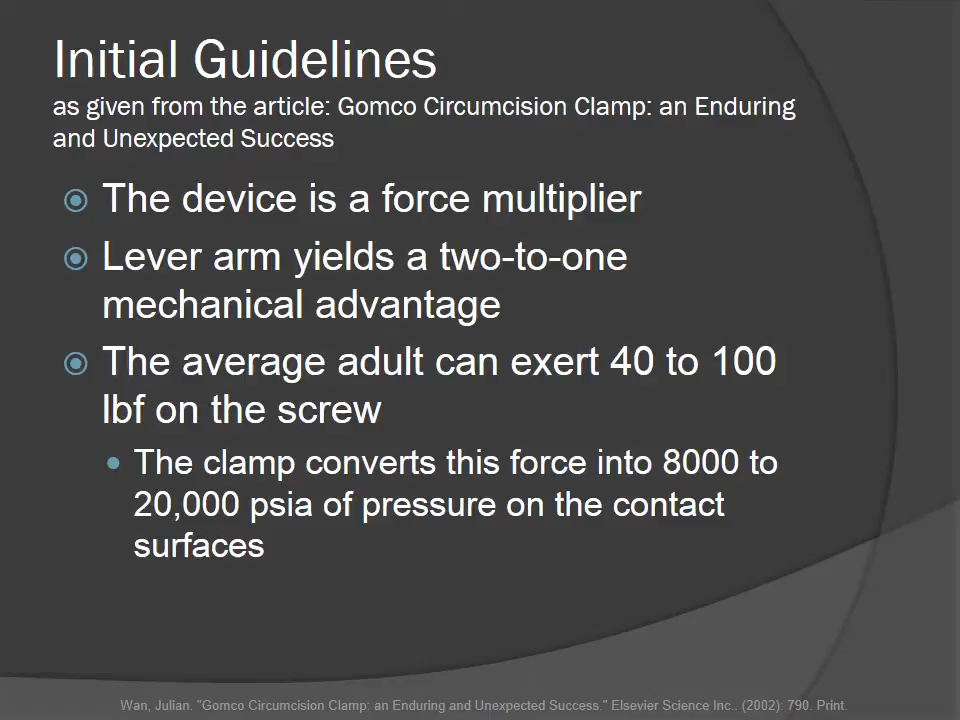 Initial Guidelines
as given from the article: Gomco Circumcision Clamp: an Enduring
and Unexpected Success
The device is a force multiplier
Lever arm yields a two-to-one
mechanical advantage
The average adult can exert 40 to 100
lbf on the screw
The clamp converts this force into 8000 to
20,000 psia of pressure on the contact
surfaces
Wan, Julian. "Gomco Circumcision Clamp: an Enduring and Unexpected Success." Elsevier Science Inc.. (2002): 790. Print.